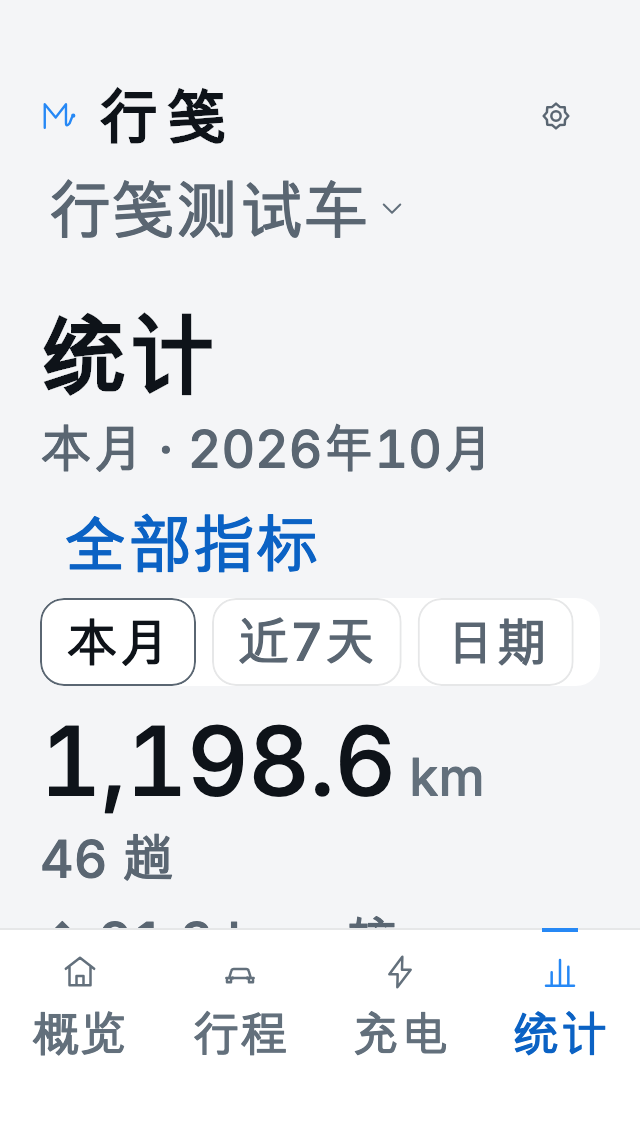 行笺
行笺测试车
统计
本月 · 2026年10月
全部指标
本月 近7天 日期
1,198.6 km
46 趟
概览 行程 充电 统计